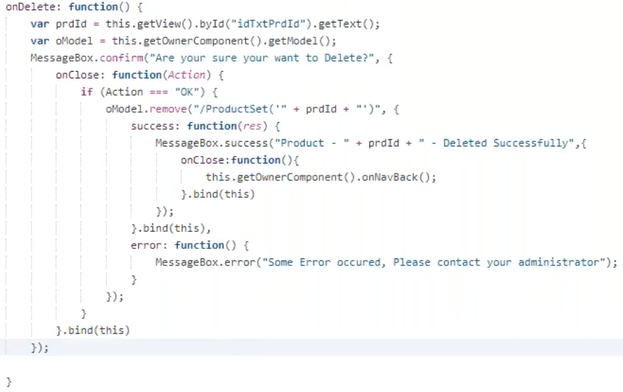 onDelete: function() {
var prdId = this.getView().byId("idTxtPrdId").getText();
var oModel = this.getOwnerComponent().getModel();
MessageBox.confirm("Are your sure your want to Delete?", {
onClose: function(Action) {
if (Action === "OK") {
oModel.remove("/ProductSet('" + prdId + "')", {
success: function(res) {
MessageBox.success("Product - " + prdId + " - Deleted Successfully",{
onClose:function(){
this.getOwnerComponent().onNavBack();
}.bind(this)
});
}.bind(this),
error: function() {
MessageBox.error("Some Error occured, Please contact your administrator");
}
});
}
}.bind(this)
});
}